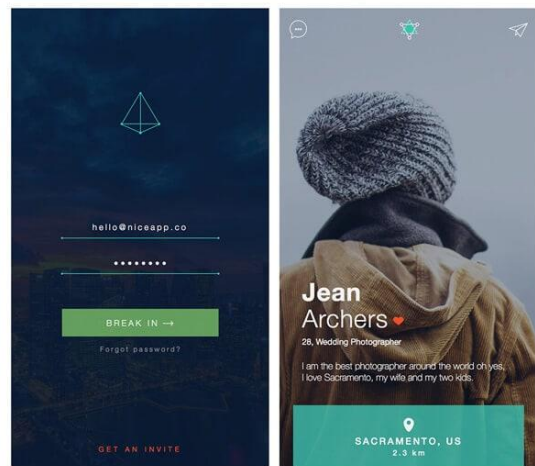 hello@niceapp.co
••••••••
BREAK IN →
Forgot password?
GET AN INVITE
Jean
Archers
28, Wedding Photographer
I am the best photographer around the world oh yes,
I love Sacramento, my wife and my two kids.
SACRAMENTO, US
2.3 km